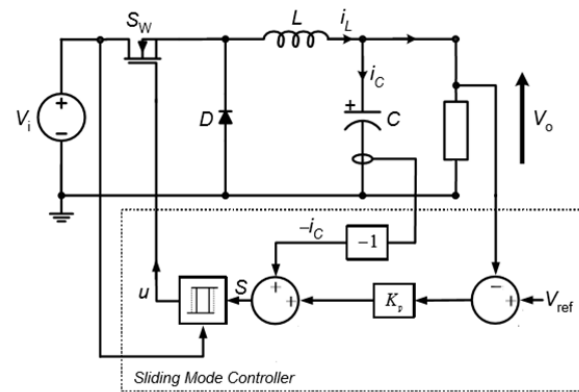 S_W
L
i_L
i_C
V_i
+
−
D
+
C
V_o
−i_C
−1
u
S
+
+
K_p
−
+
V_ref
Sliding Mode Controller